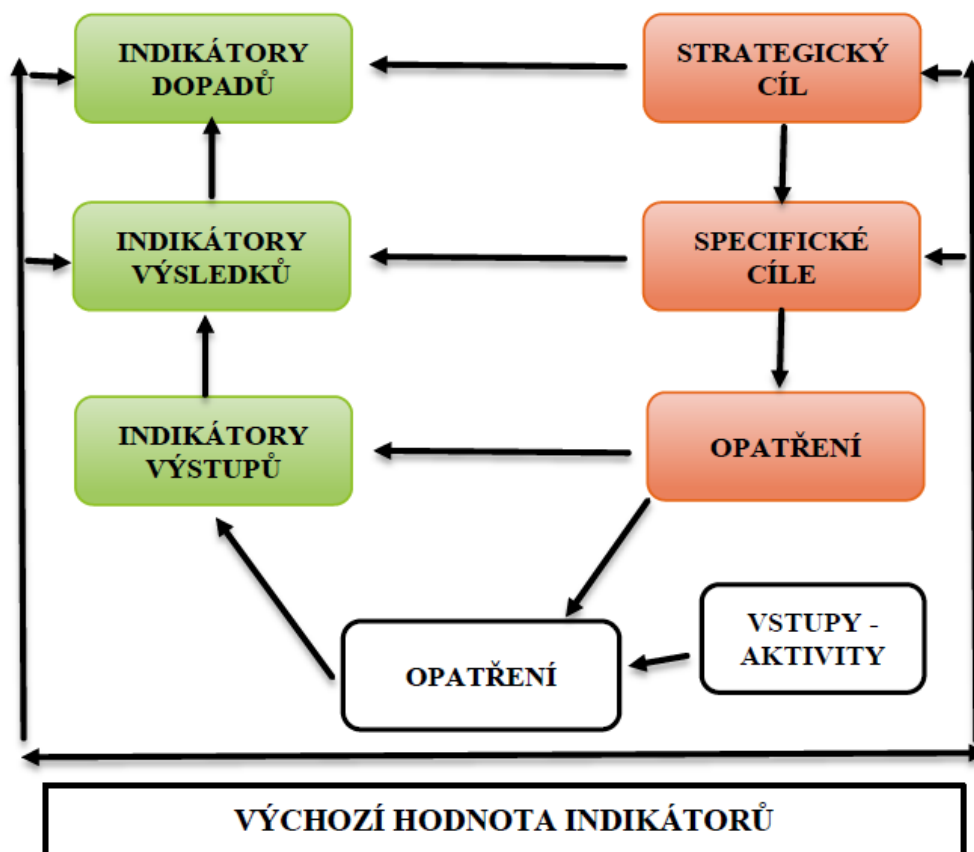 INDIKÁTORY
DOPADŮ
STRATEGICKÝ
CÍL
INDIKÁTORY
VÝSLEDKŮ
SPECIFICKÉ
CÍLE
INDIKÁTORY
VÝSTUPŮ
OPATŘENÍ
VSTUPY -
AKTIVITY
OPATŘENÍ
VÝCHOZÍ HODNOTA INDIKÁTORŮ